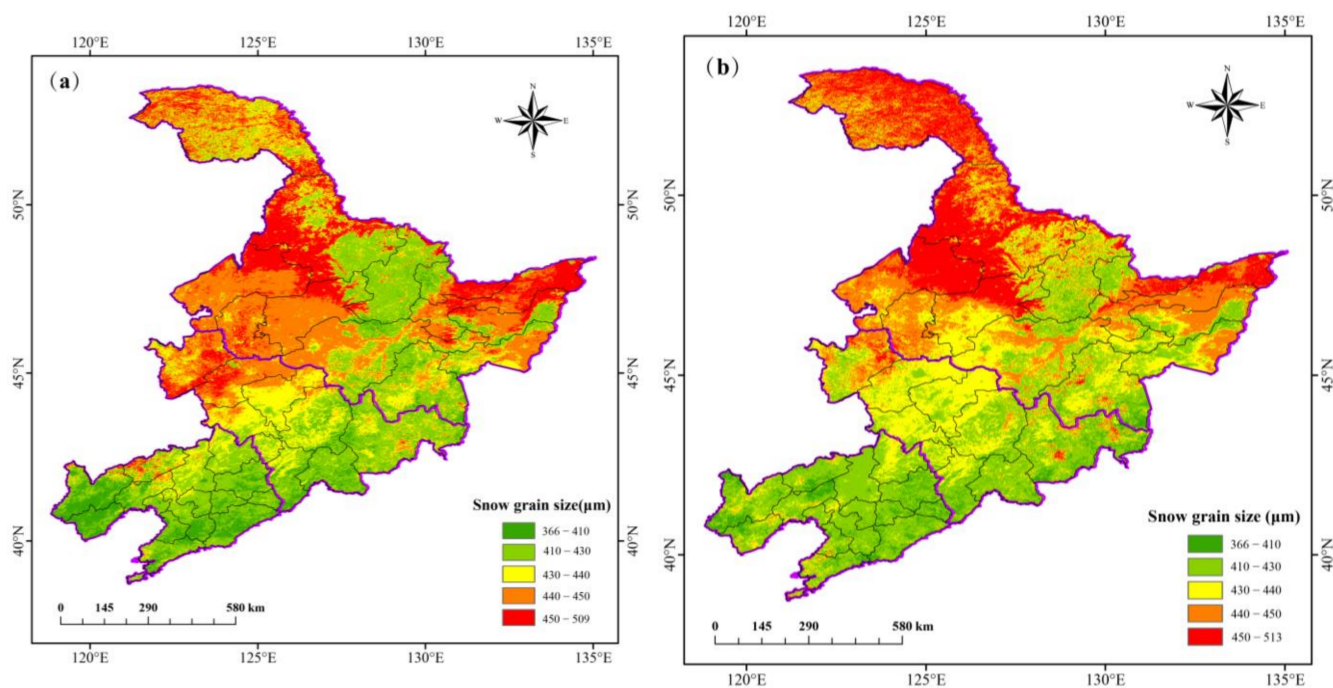 120°E 125°E 130°E 135°E
(a)
N
W E
S
50°N 50°N
45°N 45°N
40°N 40°N
Snow grain size(μm)
366 – 410
410 – 430
430 – 440
440 – 450
450 – 509
0 145 290 580 km
120°E 125°E 130°E 135°E
120°E 125°E 130°E 135°E
(b)
N
W E
S
50°N 50°N
45°N 45°N
40°N 40°N
Snow grain size (μm)
366 – 410
410 – 430
430 – 440
440 – 450
450 – 513
0 145 290 580 km
120°E 125°E 130°E 135°E